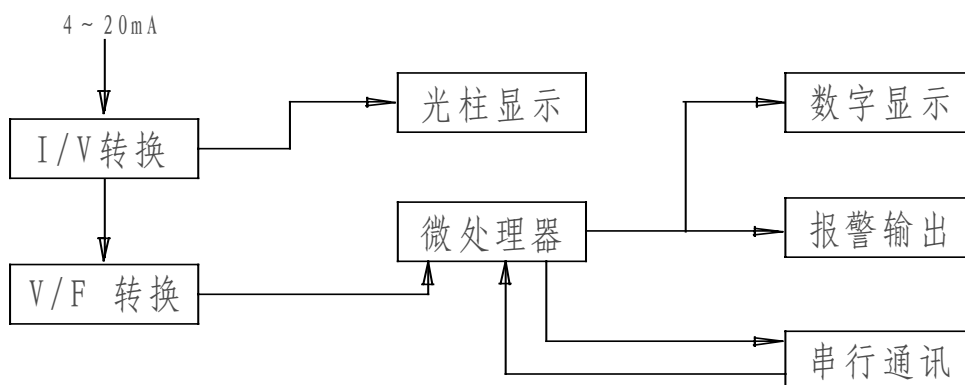 4～20mA
光柱显示
数字显示
I/V转换
微处理器
报警输出
V/F 转换
串行通讯